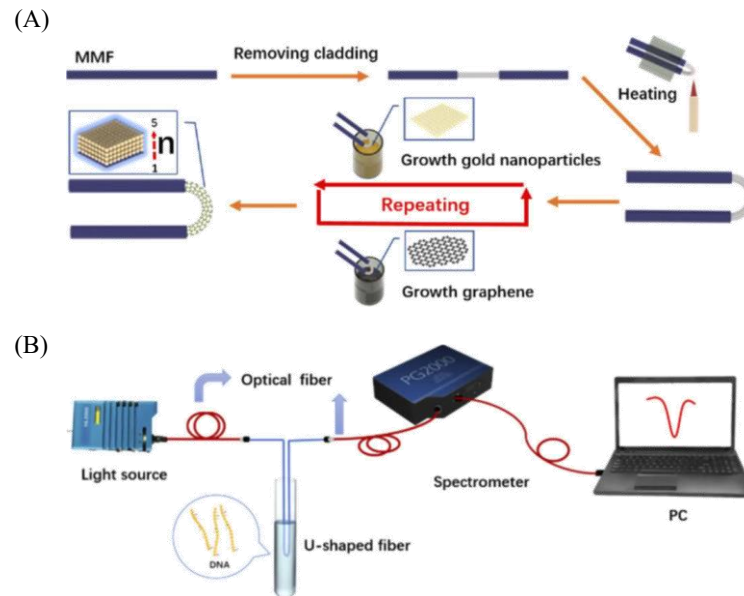 (A)
MMF
Removing cladding
Heating
5
n
1
Growth gold nanoparticles
Repeating
Growth graphene
(B)
Optical fiber
PG2000
Light source
Spectrometer
U-shaped fiber
DNA
PC